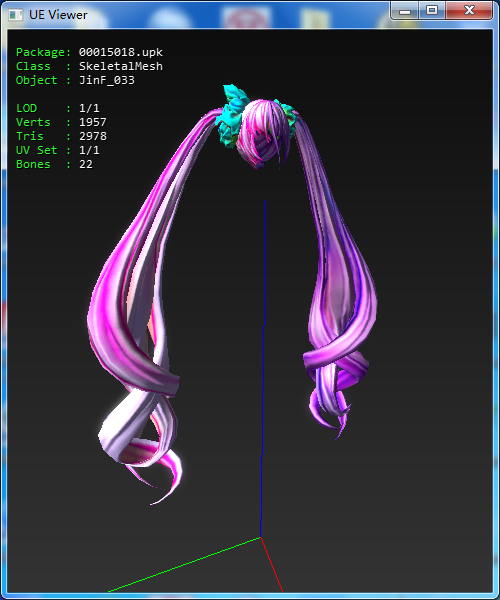 UE Viewer
Package: 00015018.upk
Class : SkeletalMesh
Object : JinF_033
LOD : 1/1
Verts : 1957
Tris : 2978
UV Set : 1/1
Bones : 22